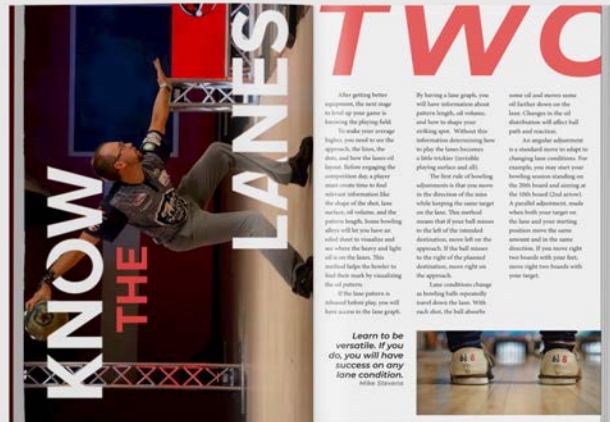 KNOW
THE
LANES
TWO
After getting better
equipment, the next stage
to level up your game is
knowing the playing field.
To make your average
higher, you need to use the
approach, the lines, the
dots, and how the lanes oil
layout. Before engaging the
competition day, a player
must create time to find
relevant information like
the shape of the shot, lane
surface, oil volume, and the
pattern length. Some bowling
alleys will let you have an
oiled sheet to visualize and
see where the heavy and light
oil is on the lanes. This
method helps the bowler to
find their mark by visualizing
the oil pattern.
If the lane pattern is
released before play, you will
have access to the lane graph.
By having a lane graph, you
will have information about
pattern length, oil volume,
and how to shape your
striking spot. Without this
information determining how
to play the lanes becomes
a little trickier (invisible
playing surface and all).
The first rule of bowling
adjustments is that you move
in the direction of the miss
while keeping the same target
on the lane. This method
means that if your ball misses
to the left of the intended
destination, move left on the
approach. If the ball misses
to the right of the planned
destination, move right on
the approach.
Lane conditions change
as bowling balls repeatedly
travel down the lane. With
each shot, the ball absorbs
some oil and moves some
oil farther down on the
lane. Changes in the oil
distribution will affect ball
path and reaction.
An angular adjustment
is a standard move to adapt to
changing lane conditions. For
example, you may start your
bowling session standing on
the 20th board and aiming at
the 10th board (2nd arrow).
A parallel adjustment, made
when both your target on
the lane and your starting
position move the same
amount and in the same
direction. If you move right
two boards with your feet,
move right two boards with
your target.
Learn to be
versatile. If you
do, you will have
success on any
lane condition.
Mike Stevens
8
8